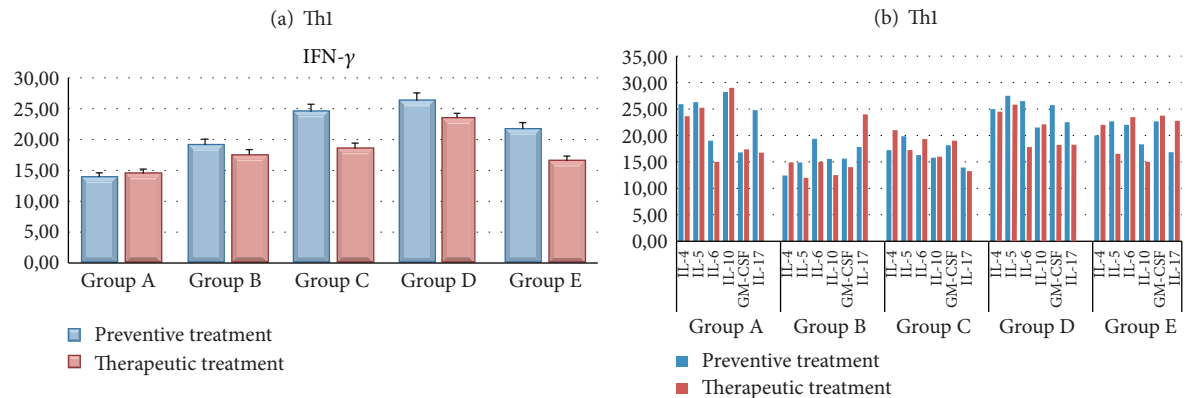 (a) Th1
IFN-γ
30,00
25,00
20,00
15,00
10,00
5,00
0,00
Group A Group B Group C Group D Group E
Preventive treatment
Therapeutic treatment
(b) Th1
35,00
30,00
25,00
20,00
15,00
10,00
5,00
0,00
IL-4 IL-5 IL-6 IL-10 GM-CSF IL-17 IL-4 IL-5 IL-6 IL-10 GM-CSF IL-17 IL-4 IL-5 IL-6 IL-10 GM-CSF IL-17 IL-4 IL-5 IL-6 IL-10 GM-CSF IL-17 IL-4 IL-5 IL-6 IL-10 GM-CSF IL-17
Group A Group B Group C Group D Group E
Preventive treatment
Therapeutic treatment